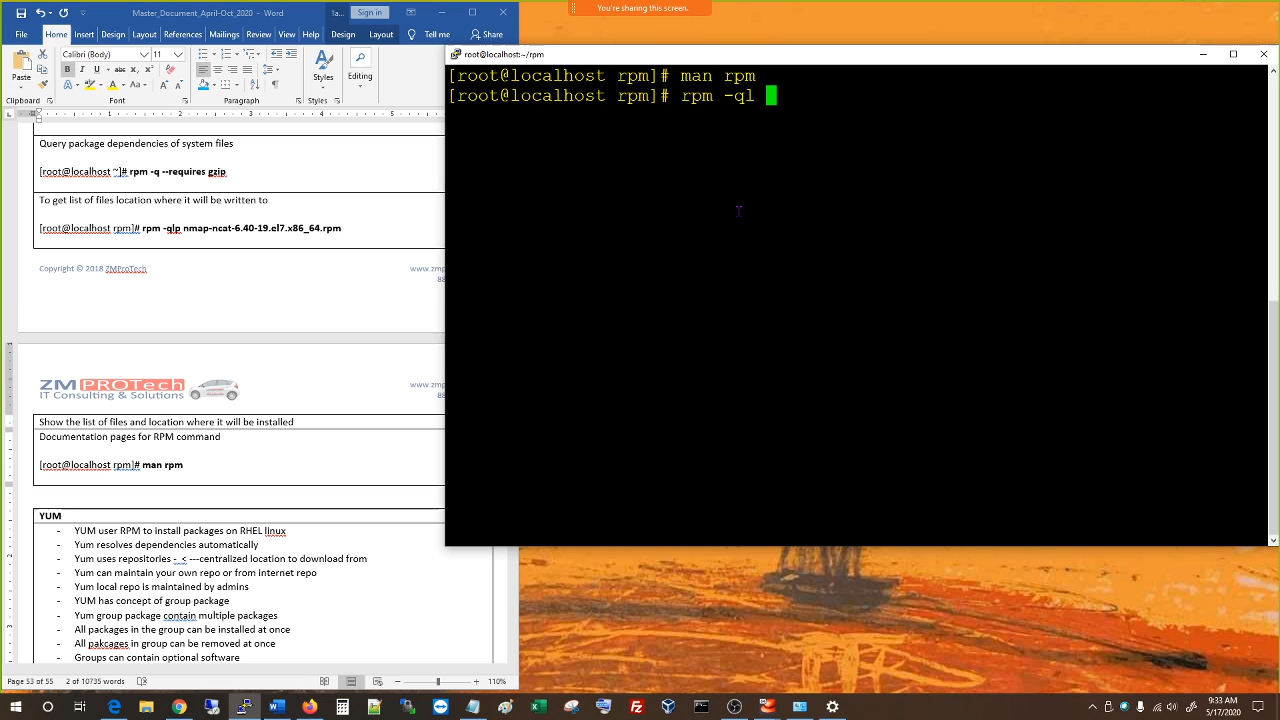 Master_Document_April-Oct_2020
Ta...
Sign in
You're sharing this screen.
File Home Insert Draw Design Layout References Mailings Review View Help Design Layout Tell me Share
root@localhost:~/rpm
Calibri (Body) 11
Paste
Styles
Editing
Clipboard Font Paragraph Styles
[root@localhost rpm]# man rpm
[root@localhost rpm]# rpm -ql
Query package dependencies of system files
[root@localhost ~]# rpm -q --requires gzip
To get list of files location where it will be written to
[root@localhost rpm]# rpm -qlp nmap-ncat-6.40-19.el7.x86_64.rpm
Copyright © 2018 ZMProTech
www.zmp
88
ZMPROTech
IT Consulting & Solutions
www.zmp
88
Show the list of files and location where it will be installed
Documentation pages for RPM command
[root@localhost rpm]# man rpm
YUM
- YUM user RPM to install packages on RHEL linux
- Yum resolves dependencies automatically
- Yum uses repositories - < ---centralized location to download from
- Yum can maintain your own repo or from internet repo
- Yum local repo is maintained by admins
- YUM has concept of group package
- Yum group package contain multiple packages
- All packages in the group can be installed at once
- All pakcages in group can be removed at once
- Groups can contain optional software
Page 53 of 55 2 of 10735 words
110%
9:33 AM
5/17/2020